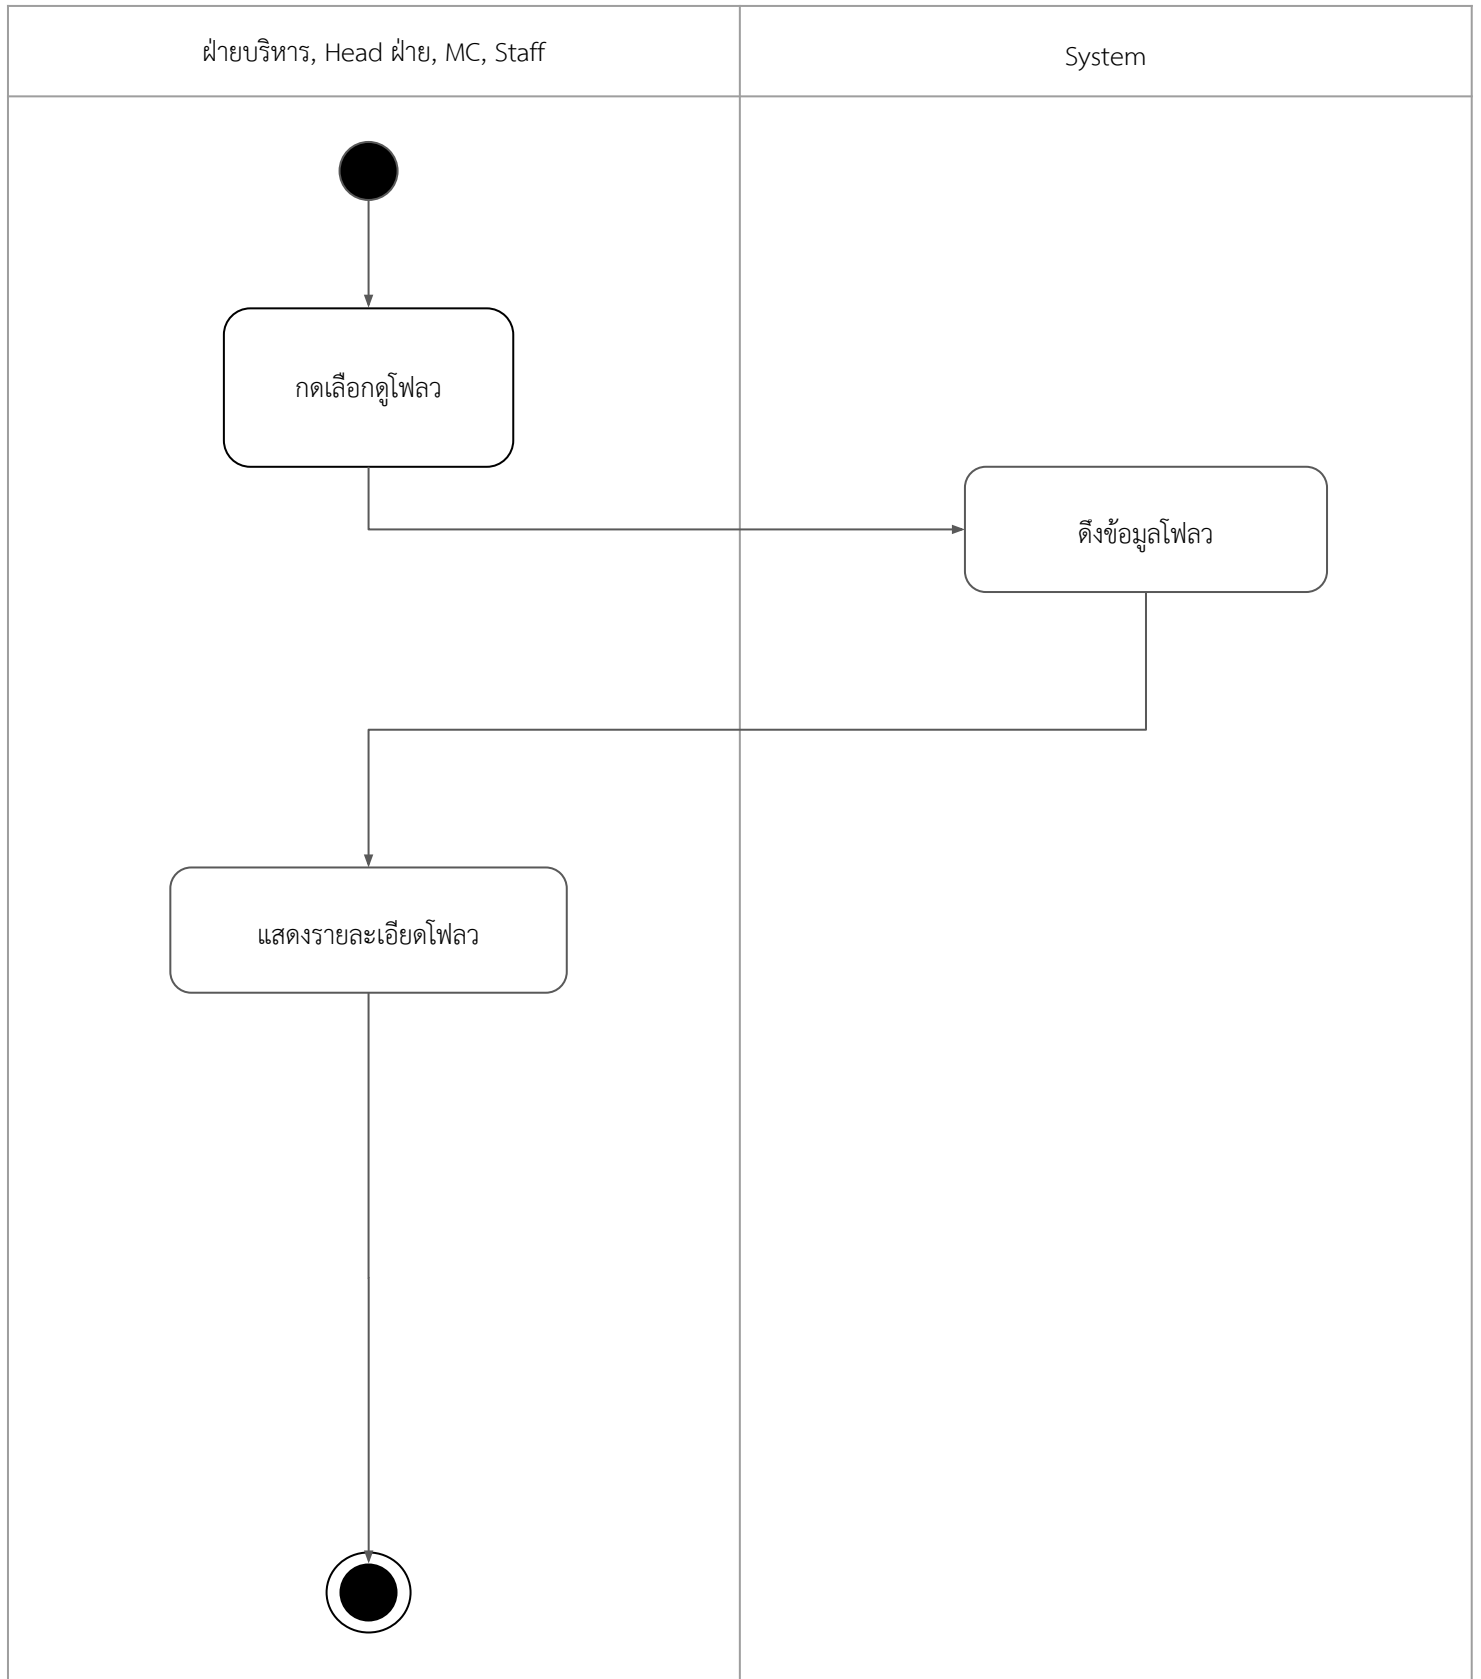 ฝ่ายบริหาร, Head ฝ่าย, MC, Staff
System
กดเลือกดูโฟลว
ดึงข้อมูลโฟลว
แสดงรายละเอียดโฟลว